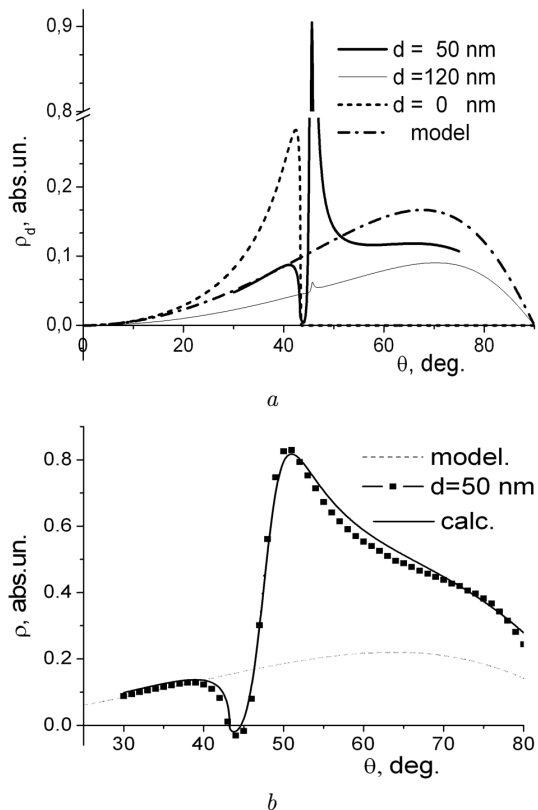 0,9
0,8
0,2
0,1
0,0
ρd, abs.un.
d = 50 nm
d =120 nm
d = 0 nm
model
0 20 40 60 80
θ, deg.
a
0.8
0.6
0.4
0.2
0.0
ρ, abs.un.
model.
d=50 nm
calc.
30 40 50 60 70 80
θ, deg.
b